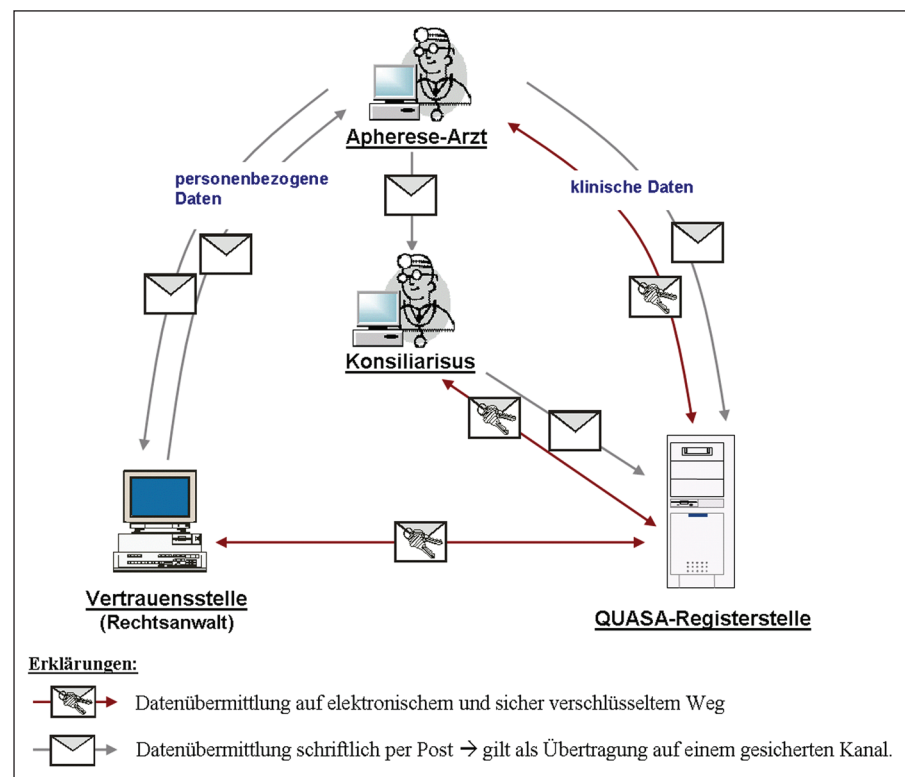 Apherese-Arzt
personenbezogene
Daten
klinische Daten
Konsiliarisus
Vertrauensstelle
(Rechtsanwalt)
QUASA-Registerstelle
Erklärungen:
Datenübermittlung auf elektronischem und sicher verschlüsseltem Weg
Datenübermittlung schriftlich per Post → gilt als Übertragung auf einem gesicherten Kanal.